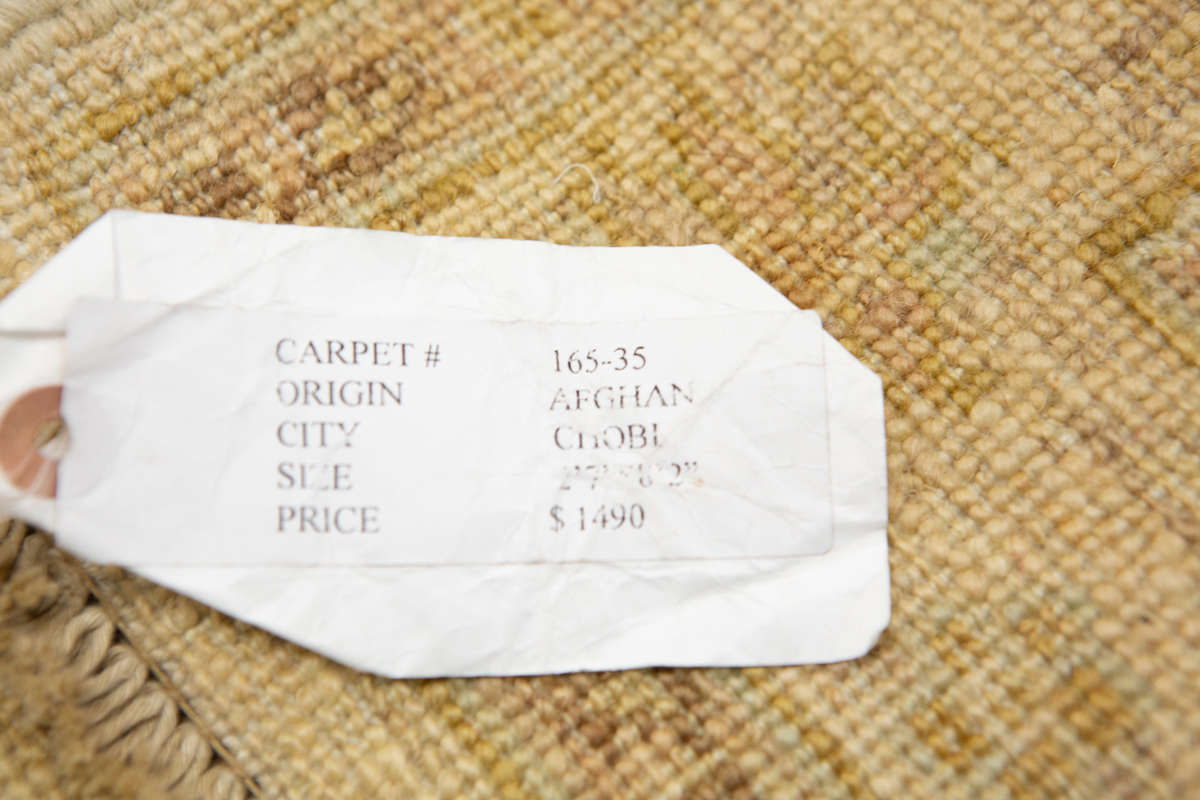 CARPET # 165-35
ORIGIN AFGHAN
CITY CHOBI
SIZE
PRICE $ 1490